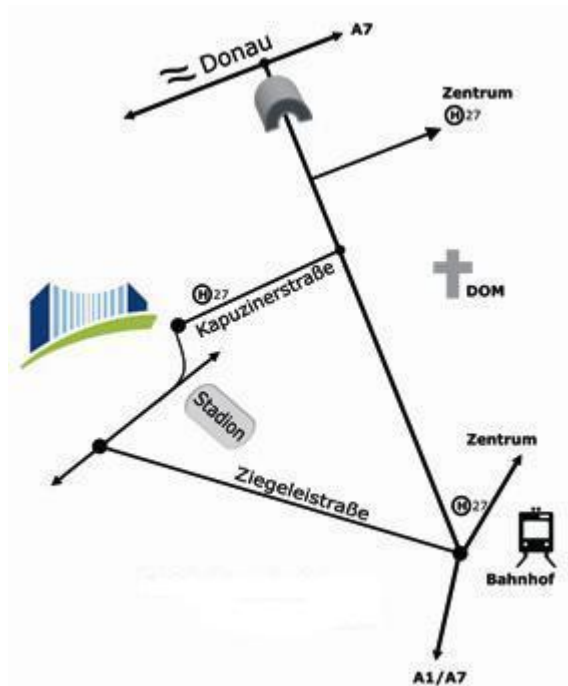 A7
Donau
Zentrum
H 27
H 27
Kapuzinerstraße
DOM
Stadion
Zentrum
Ziegeleistraße
H 27
Bahnhof
A1/A7